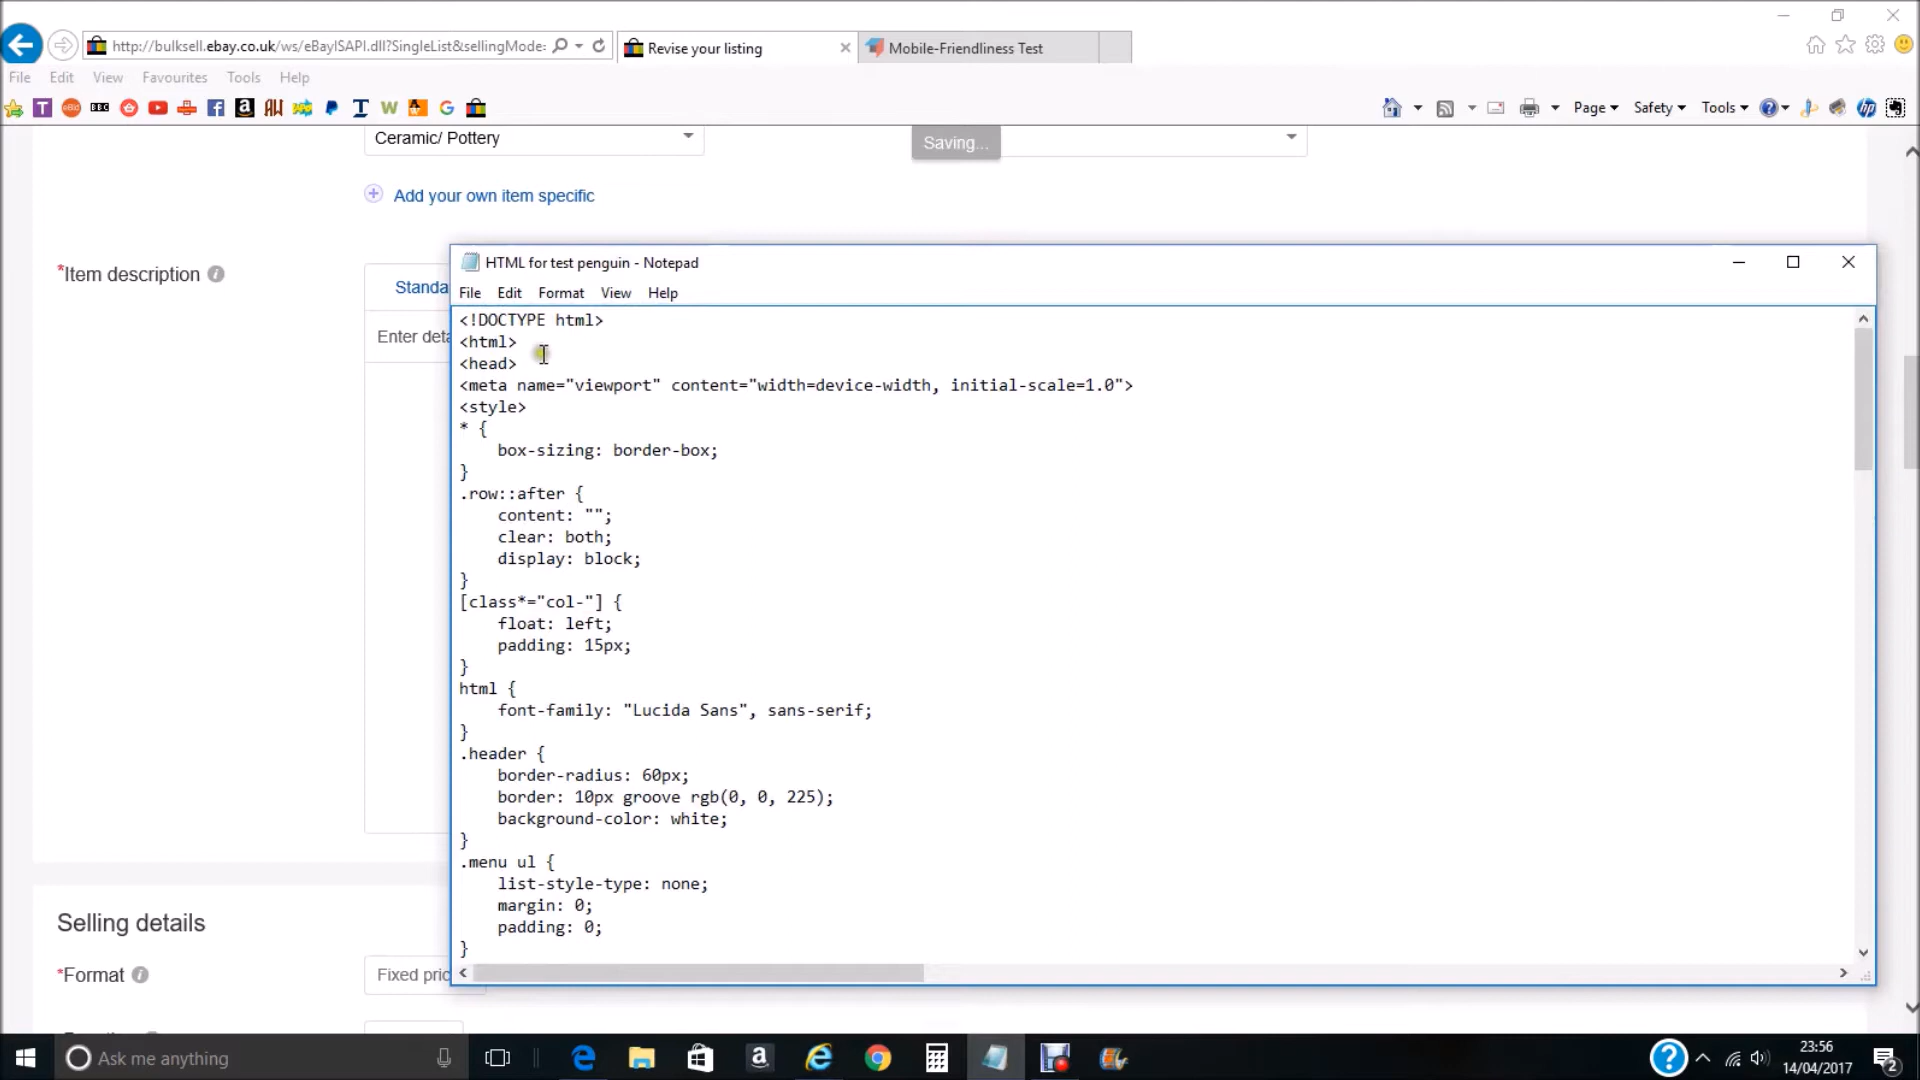 http://bulksell.ebay.co.uk/ws/eBayISAPI.dll?SingleList&sellingMode:
Revise your listing
Mobile-Friendliness Test
File Edit View Favourites Tools Help
Page Safety Tools
Ceramic/ Pottery
Saving...
Add your own item specific
*Item description
Standa
Enter deta
HTML for test penguin - Notepad
File Edit Format View Help
<!DOCTYPE html>
<html>
<head>
<meta name="viewport" content="width=device-width, initial-scale=1.0">
<style>
* {
box-sizing: border-box;
}
.row::after {
content: "";
clear: both;
display: block;
}
[class*="col-"] {
float: left;
padding: 15px;
}
html {
font-family: "Lucida Sans", sans-serif;
}
.header {
border-radius: 60px;
border: 10px groove rgb(0, 0, 225);
background-color: white;
}
.menu ul {
list-style-type: none;
margin: 0;
padding: 0;
}
Selling details
*Format
Fixed pric
Ask me anything
23:56
14/04/2017
2